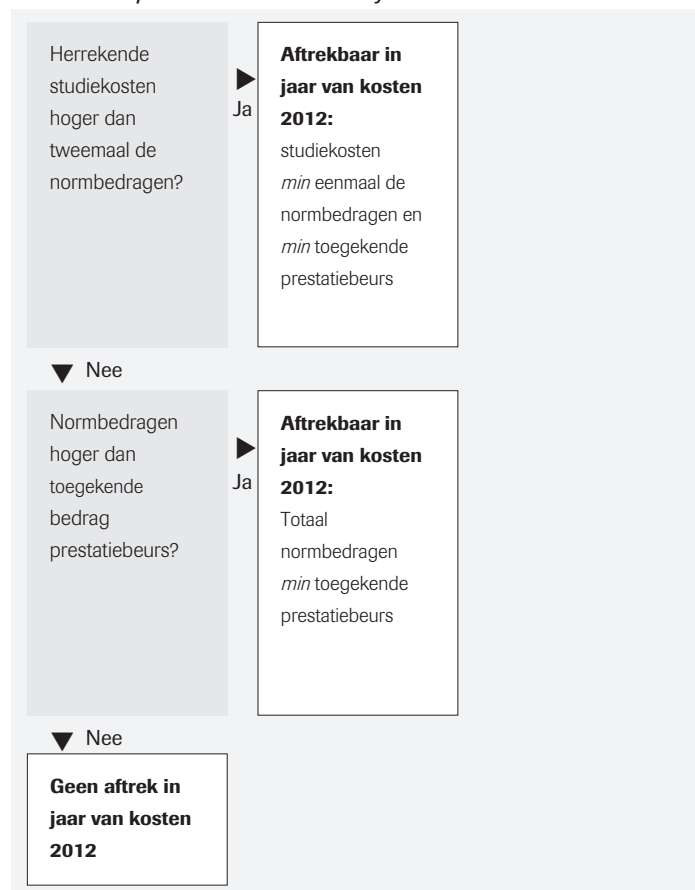 Herrekende
studiekosten
hoger dan
tweemaal de
normbedragen?
Ja
Aftrekbaar in
jaar van kosten
2012:
studiekosten
min eenmaal de
normbedragen en
min toegekende
prestatiebeurs
Nee
Normbedragen
hoger dan
toegekende
bedrag
prestatiebeurs?
Ja
Aftrekbaar in
jaar van kosten
2012:
Totaal
normbedragen
min toegekende
prestatiebeurs
Nee
Geen aftrek in
jaar van kosten
2012